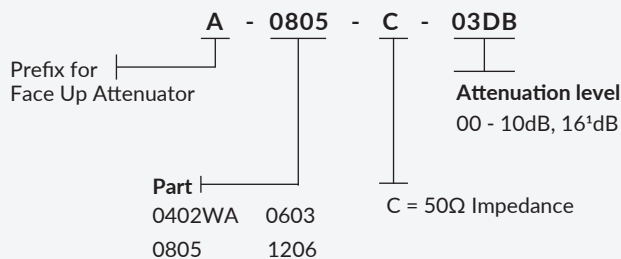 A - 0805 - C - 03DB
Prefix for
Face Up Attenuator
Attenuation level
00 - 10dB, 16¹dB
Part
0402WA 0603
0805 1206
C = 50Ω Impedance